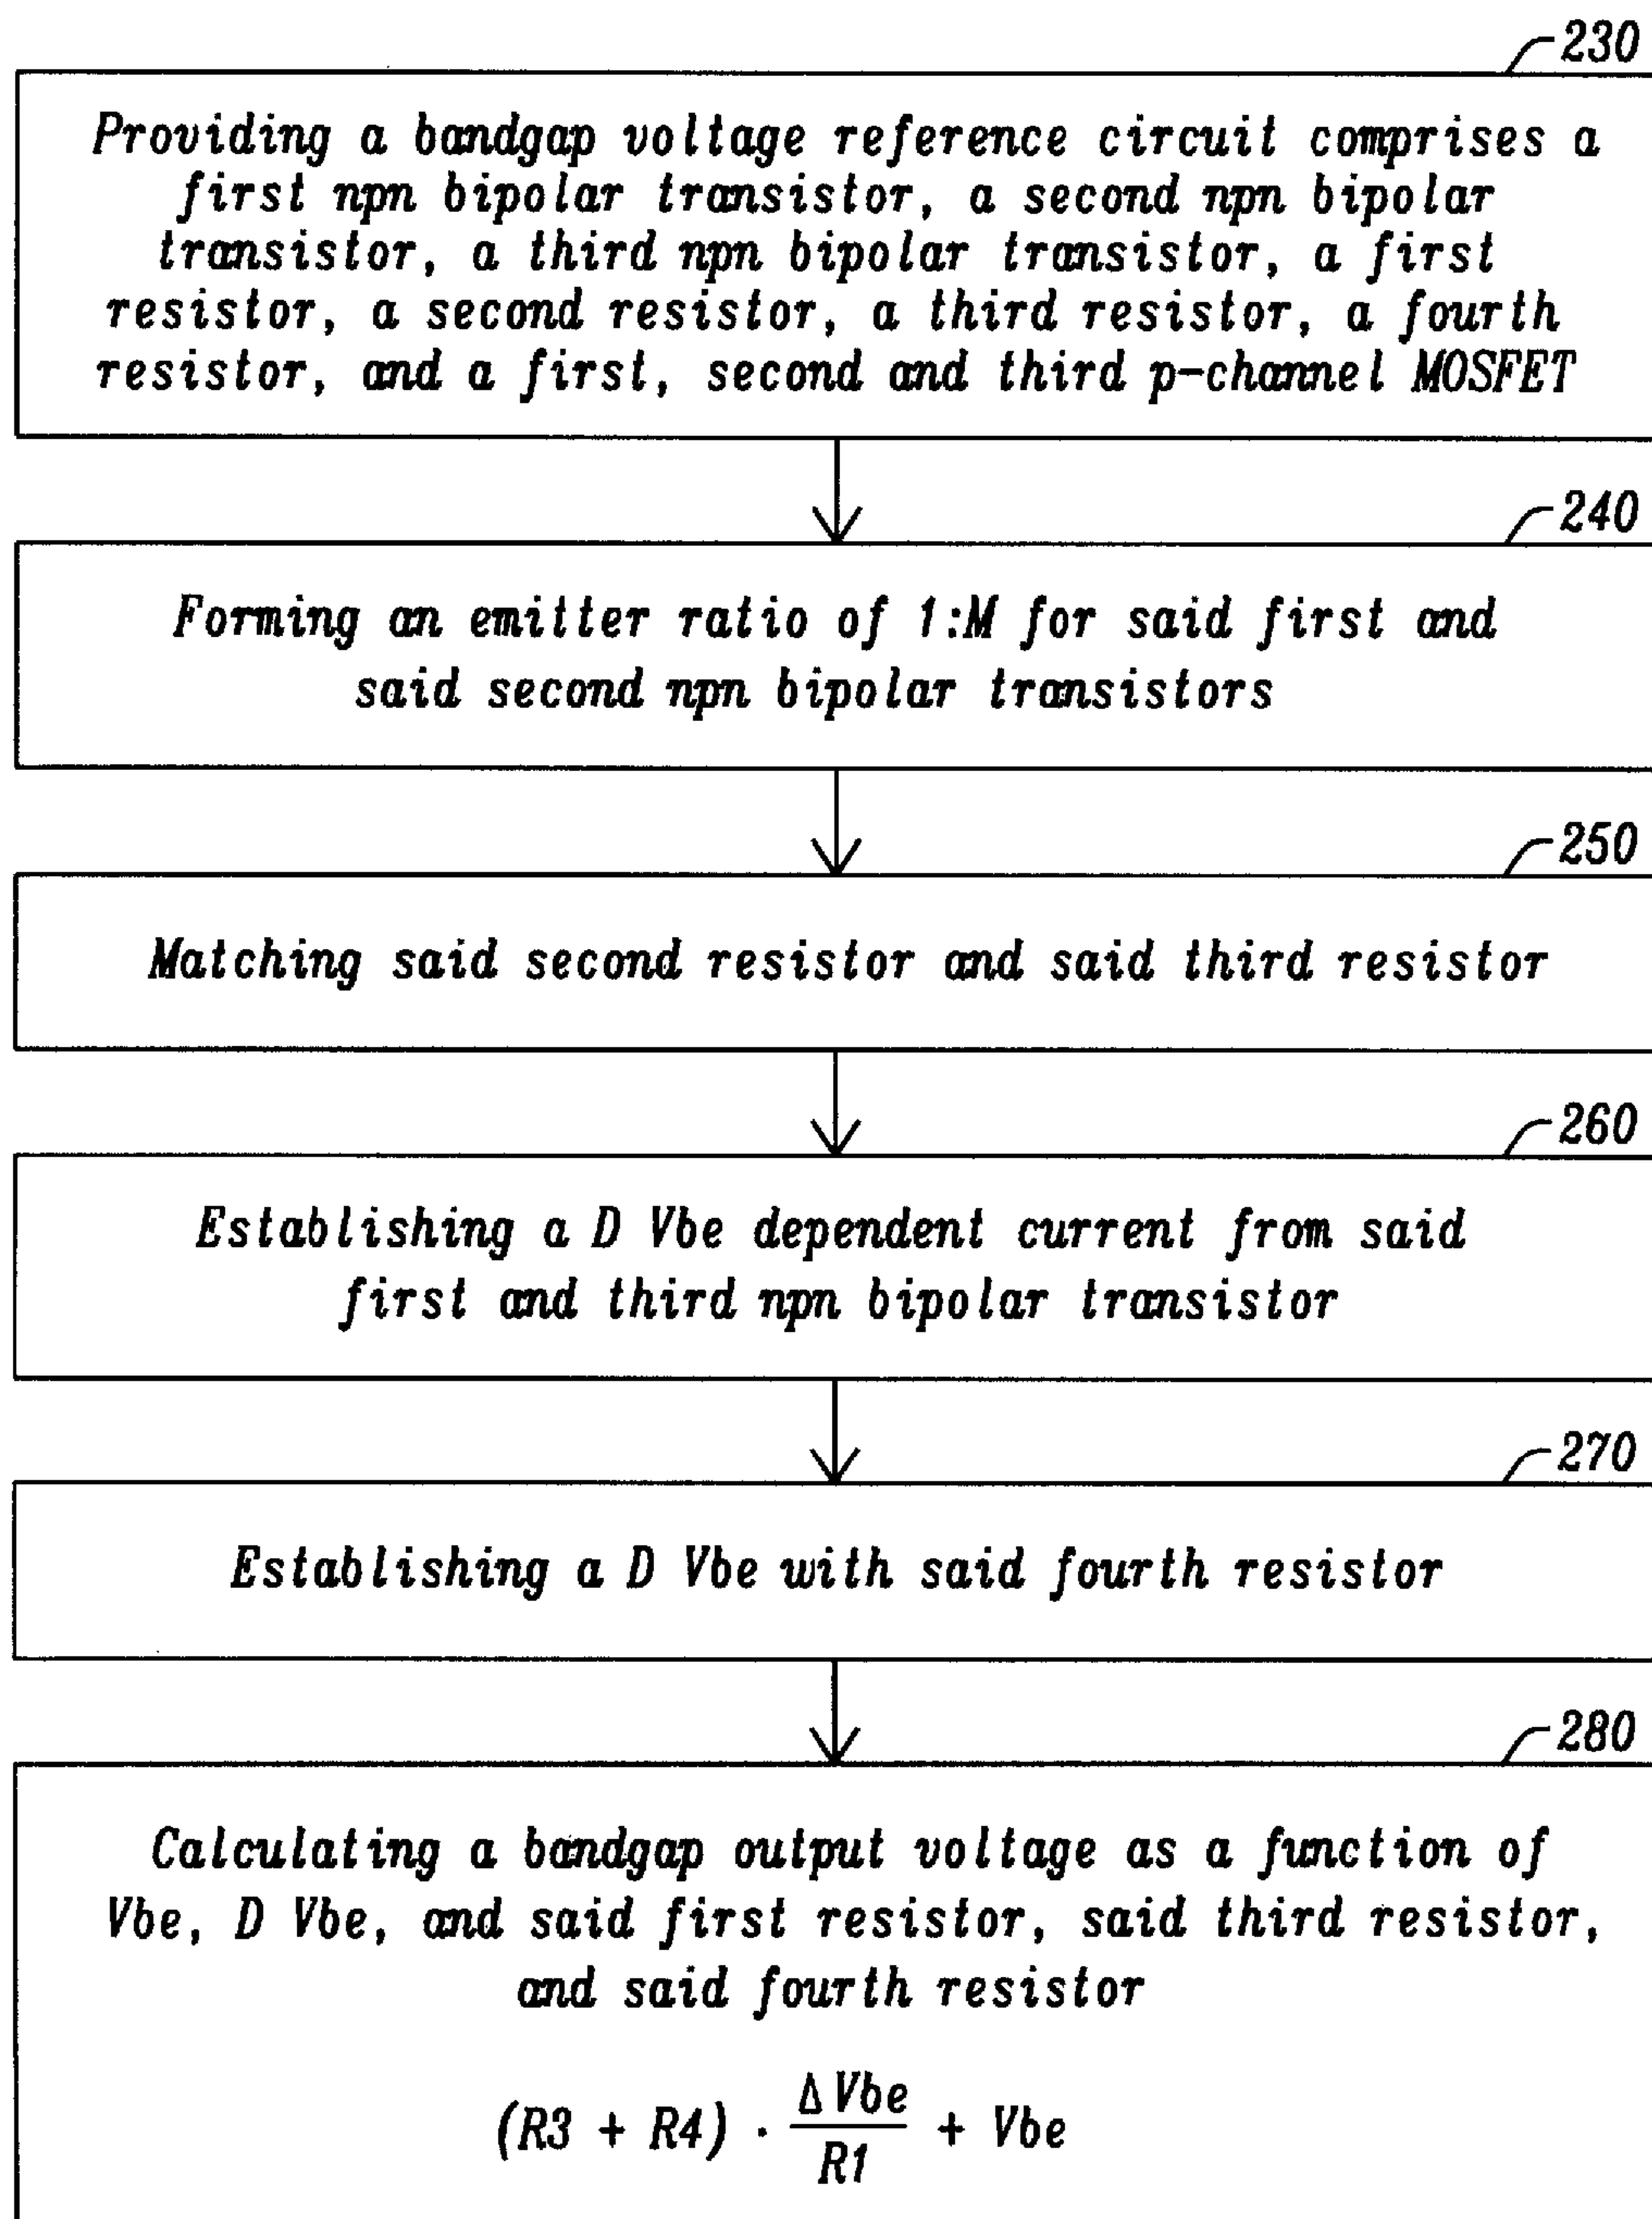 230
Providing a bandgap voltage reference circuit comprises a
first npn bipolar transistor, a second npn bipolar
transistor, a third npn bipolar transistor, a first
resistor, a second resistor, a third resistor, a fourth
resistor, and a first, second and third p-channel MOSFET
240
Forming an emitter ratio of 1:M for said first and
said second npn bipolar transistors
250
Matching said second resistor and said third resistor
260
Establishing a D Vbe dependent current from said
first and third npn bipolar transistor
270
Establishing a D Vbe with said fourth resistor
280
Calculating a bandgap output voltage as a function of
Vbe, D Vbe, and said first resistor, said third resistor,
and said fourth resistor
(R3 + R4) · ΔVbe / R1 + Vbe